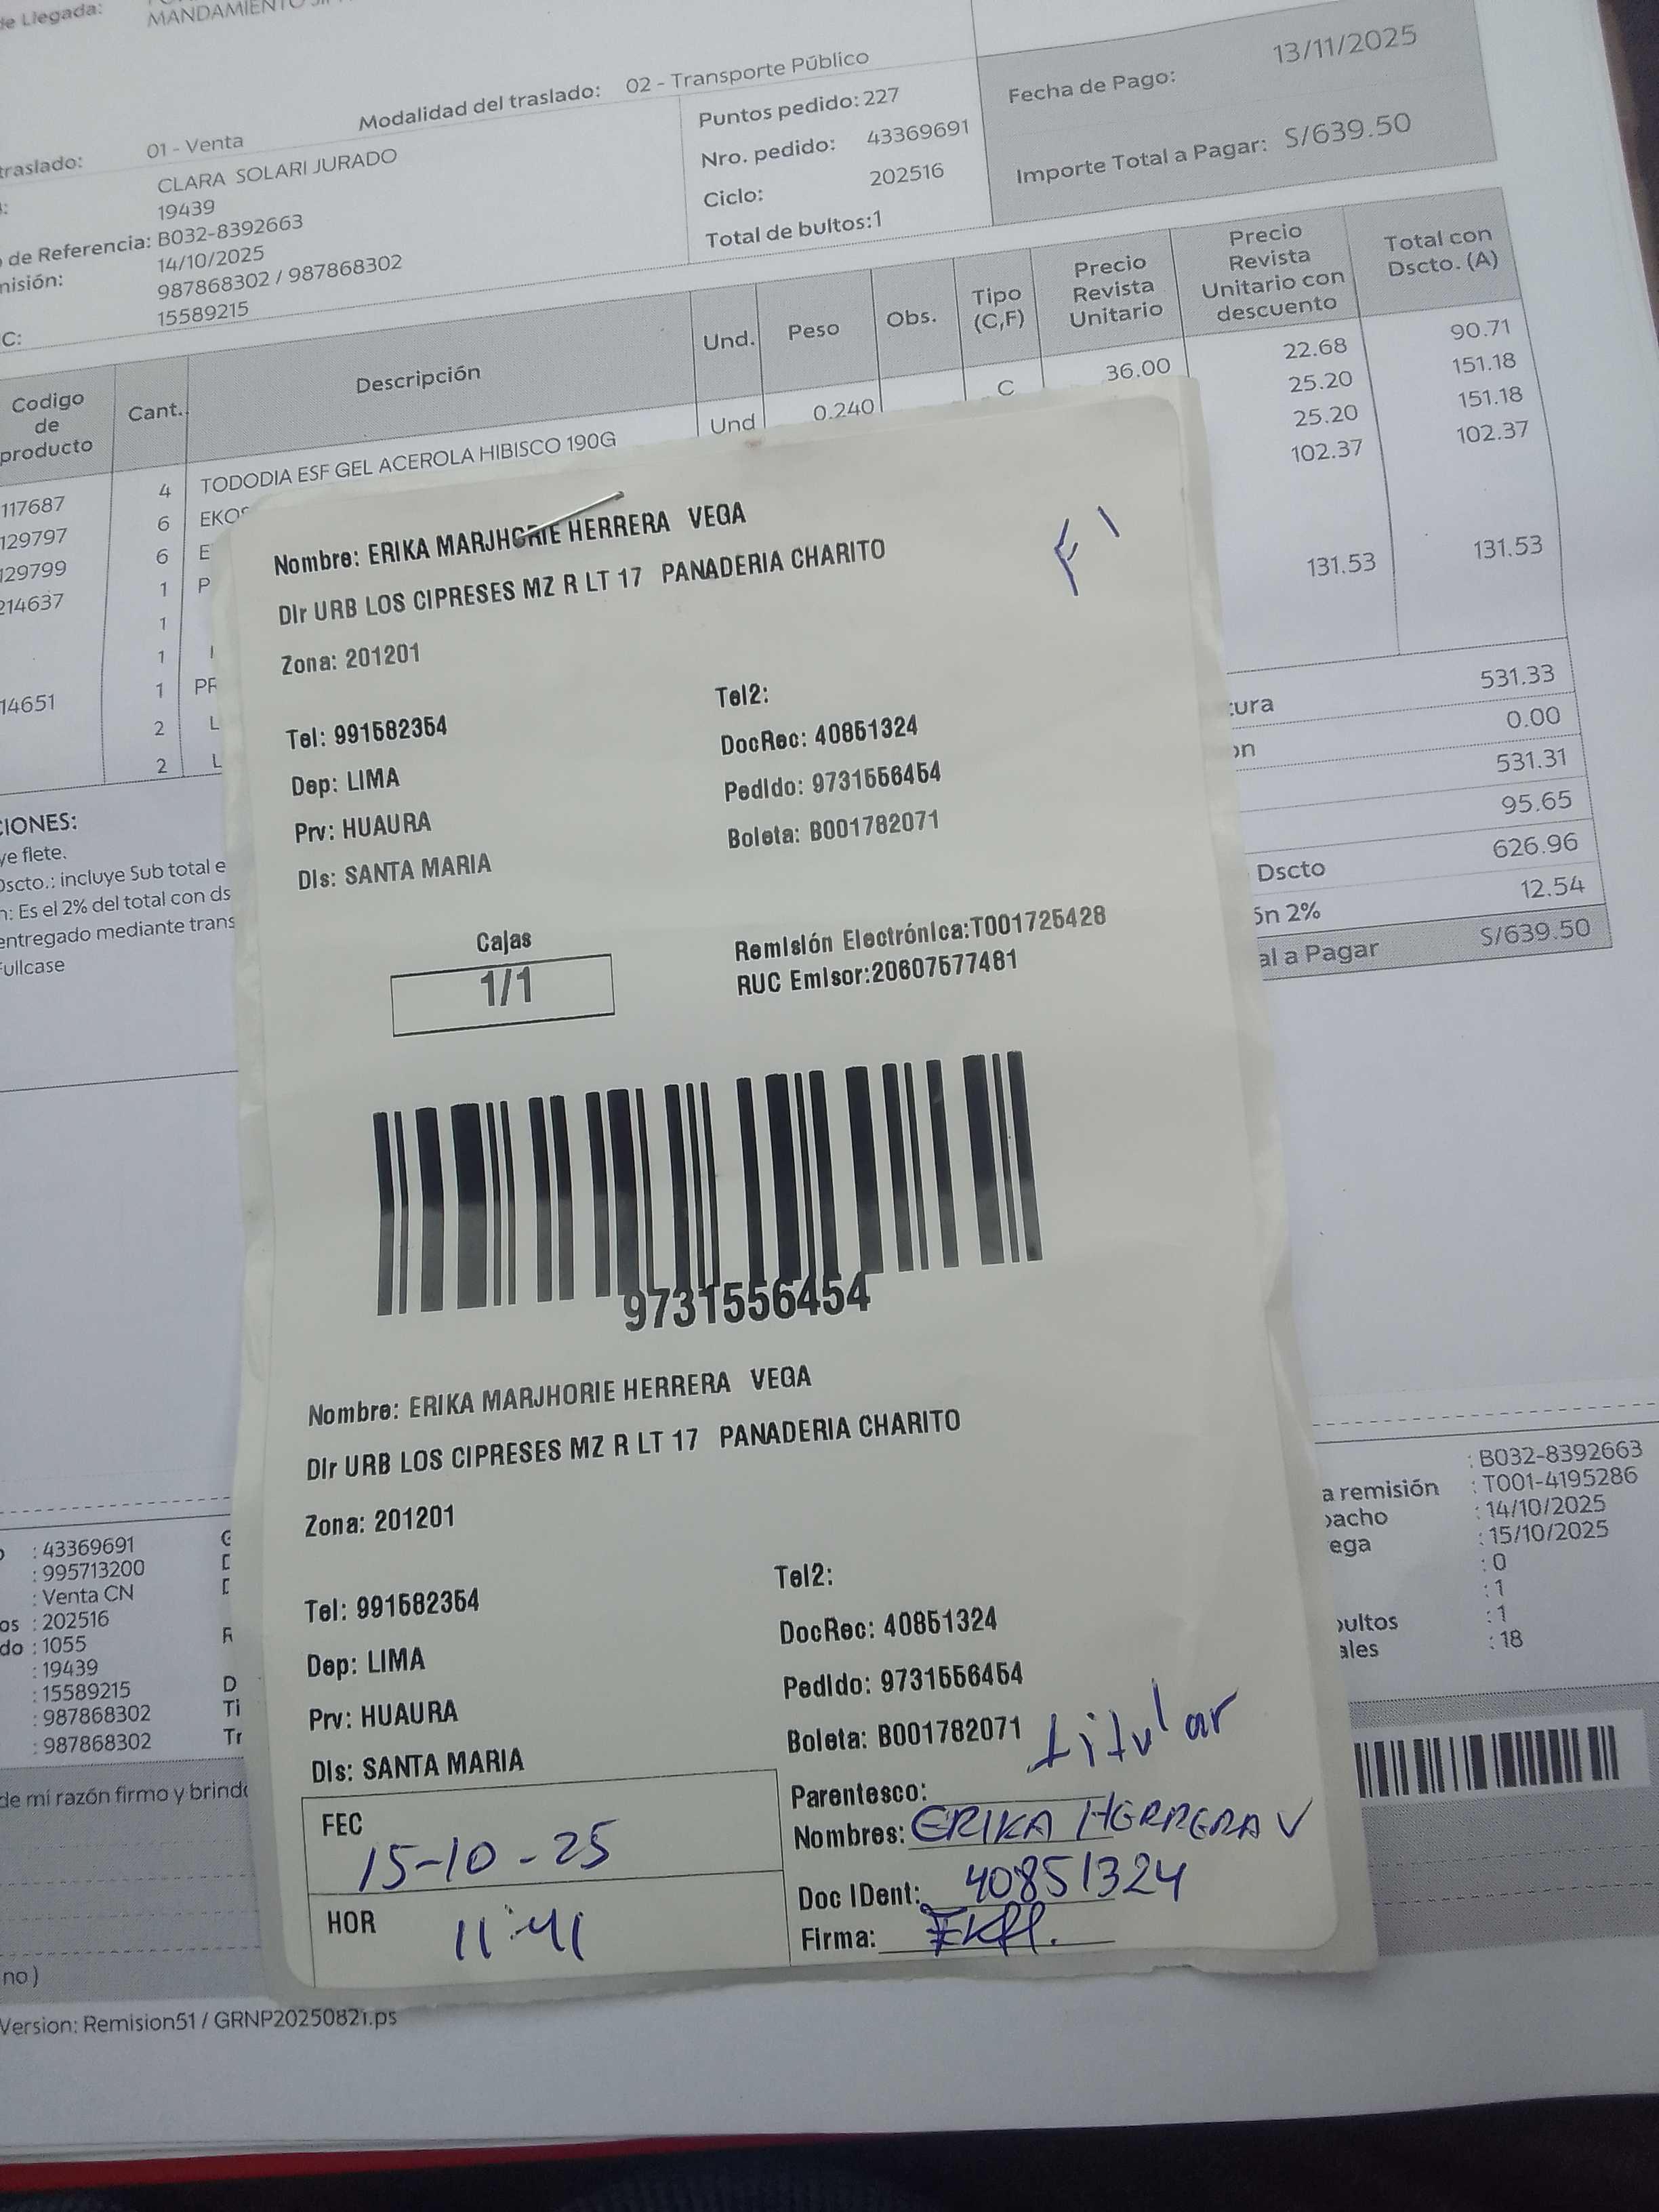 de Llegada:
MANDAMIENTO
traslado: 01 - Venta Modalidad del traslado: 02 - Transporte Público
CLARA SOLARI JURADO
19439
de Referencia: B032-8392663
misión: 14/10/2025
987868302 / 987868302
C: 15589215
Puntos pedido: 227
Nro. pedido: 43369691
Ciclo: 202516
Total de bultos:1
Fecha de Pago: 13/11/2025
Importe Total a Pagar: S/639.50
Codigo de producto Cant. Descripción Und. Peso Obs. Tipo (C,F) Precio Revista Unitario Precio Revista Unitario con descuento Total con Dscto. (A)
117687 4 TODODIA ESF GEL ACEROLA HIBISCO 190G Und 0.240 C 36.00 22.68 90.71
129797 6 EKOS 25.20 151.18
129799 6 E 25.20 151.18
214637 1 P 102.37 102.37
1
1
14651 1 PR 131.53 131.53
2 L
2 L
tura 531.33
on 0.00
531.31
95.65
Dscto 626.96
ón 2% 12.54
al a Pagar S/639.50
CIONES:
ye flete.
Dscto.: incluye Sub total e
n: Es el 2% del total con ds
entregado mediante trans
Fullcase
Nombre: ERIKA MARJHORIE HERRERA VEGA
Dir URB LOS CIPRESES MZ R LT 17 PANADERIA CHARITO
Zona: 201201
Tel: 991582354 Tel2:
Dep: LIMA DocRec: 40851324
Prv: HUAURA Pedido: 9731556454
Dis: SANTA MARIA Boleta: B001782071
Cajas
1/1
Remisión Electrónica:T001725428
RUC Emisor:20607577481
9731556454
Nombre: ERIKA MARJHORIE HERRERA VEGA
Dir URB LOS CIPRESES MZ R LT 17 PANADERIA CHARITO
Zona: 201201
Tel: 991582354 Tel2:
Dep: LIMA DocRec: 40851324
Prv: HUAURA Pedido: 9731556454
Dis: SANTA MARIA Boleta: B001782071
Parentesco: titular
FEC 15-10-25
Nombres: ERIKA HERRERA V
Doc IDent: 40851324
HOR 11:41
Firma:
: 43369691
: 995713200
: Venta CN
os : 202516
do : 1055
: 19439
: 15589215
: 987868302
: 987868302
: B032-8392663
a remisión : T001-4195286
pacho : 14/10/2025
ega : 15/10/2025
: 0
: 1
bultos : 1
ales : 18
de mi razón firmo y brindo
no )
Version: Remision51 / GRNP20250821.ps